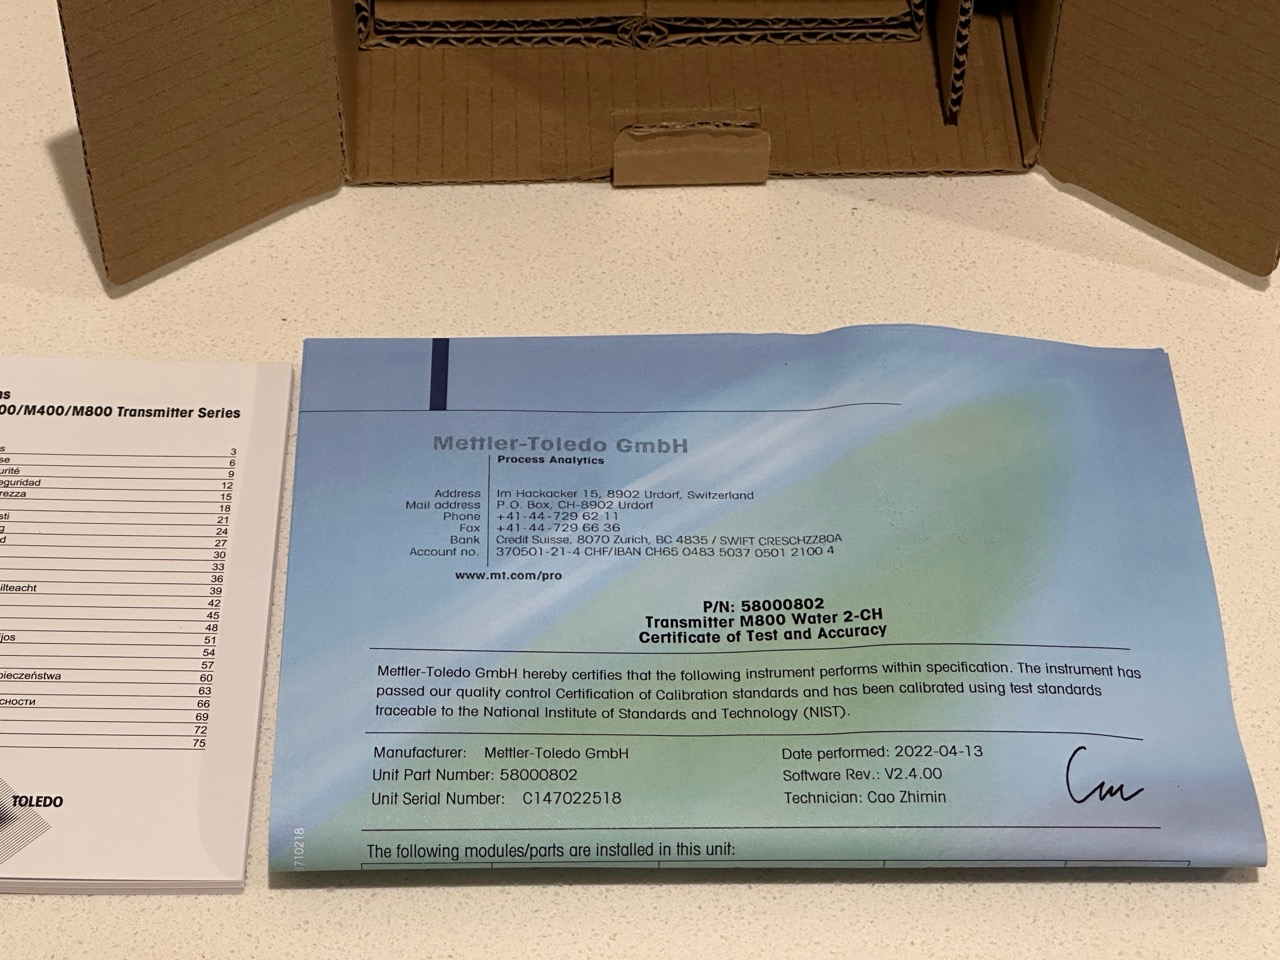 00/M400/M800 Transmitter Series
3
6
urité 9
eguridad 12
rezza 15
18
sti 21
24
27
30
33
36
ilteacht 39
42
45
48
jos 51
54
57
pieczeństwa 60
63
сности 66
69
72
75
TOLEDO
Mettler-Toledo GmbH
Process Analytics
Address Im Hackacker 15, 8902 Urdorf, Switzerland
Mail address P.O. Box, CH-8902 Urdorf
Phone +41-44-729 62 11
Fax +41-44-729 66 36
Bank Credit Suisse, 8070 Zurich, BC 4835 / SWIFT CRESCHZZ80A
Account no. 370501-21-4 CHF/IBAN CH65 0483 5037 0501 2100 4
www.mt.com/pro
P/N: 58000802
Transmitter M800 Water 2-CH
Certificate of Test and Accuracy
Mettler-Toledo GmbH hereby certifies that the following instrument performs within specification. The instrument has
passed our quality control Certification of Calibration standards and has been calibrated using test standards
traceable to the National Institute of Standards and Technology (NIST).
Manufacturer: Mettler-Toledo GmbH
Unit Part Number: 58000802
Unit Serial Number: C147022518
Date performed: 2022-04-13
Software Rev.: V2.4.00
Technician: Cao Zhimin
The following modules/parts are installed in this unit:
710218